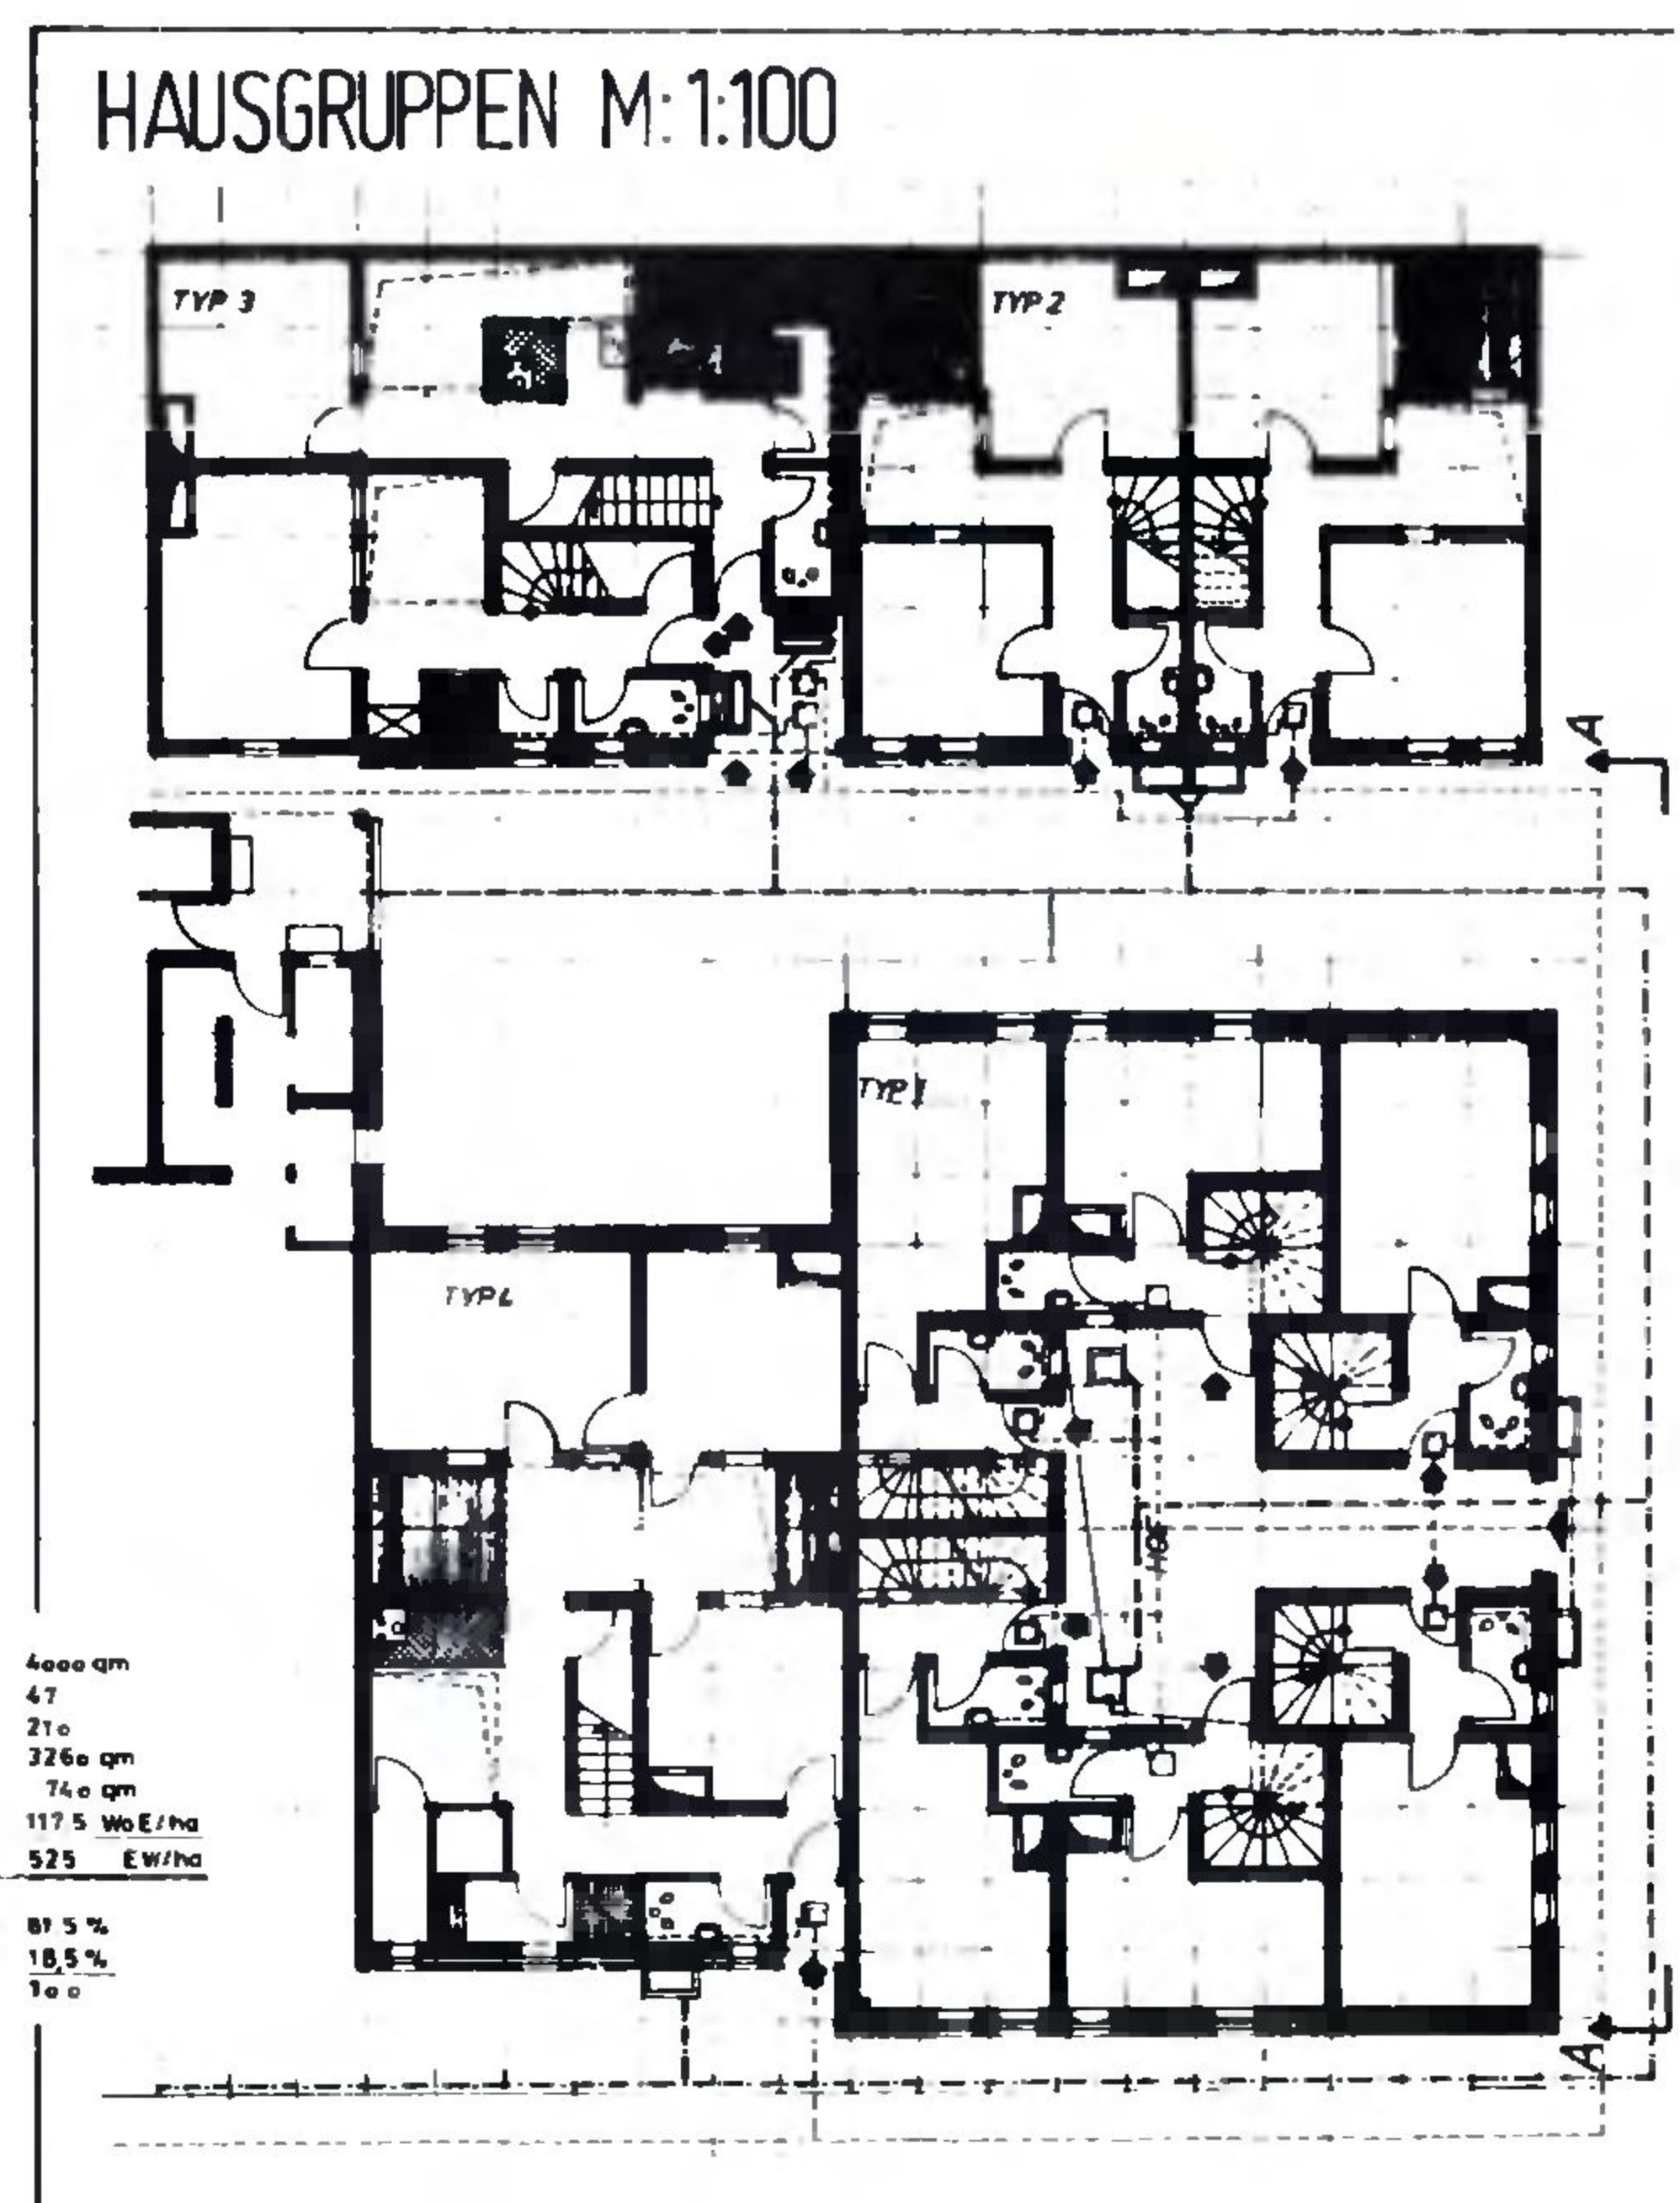 HAUSGRUPPEN M: 1:100
TYP 3
TYP 2
A
TYP 1
TYP 4
HOF
4000 qm
47
210
3260 qm
740 qm
117 5 WoE/ha
525 EW/ha
81 5 %
18,5 %
100
A